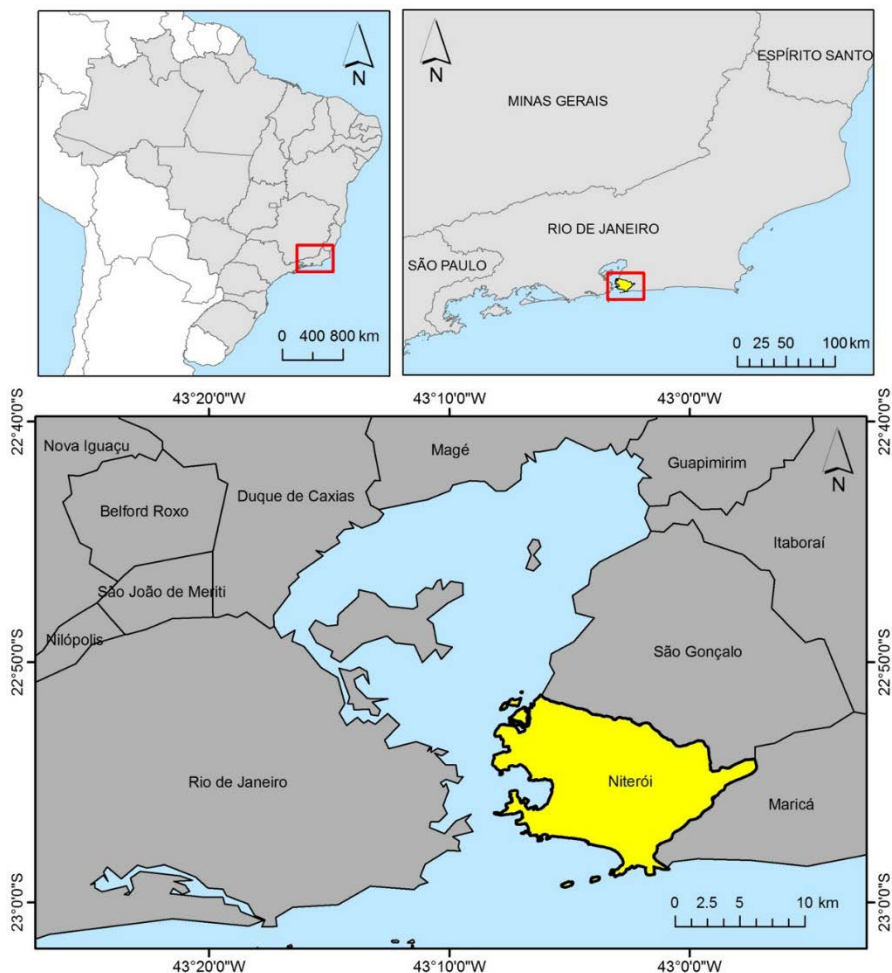 N
0 400 800 km
N
ESPÍRITO SANTO
MINAS GERAIS
RIO DE JANEIRO
SÃO PAULO
0 25 50 100 km
43°20'0"W 43°10'0"W 43°0'0"W
22°40'0"S 22°40'0"S
Nova Iguaçu
Magé
Guapimirim
N
Duque de Caxias
Belford Roxo
Itaboraí
São João de Meriti
Nilópolis
São Gonçalo
22°50'0"S 22°50'0"S
Rio de Janeiro
Niterói
Maricá
23°0'0"S 23°0'0"S
0 2.5 5 10 km
43°20'0"W 43°10'0"W 43°0'0"W